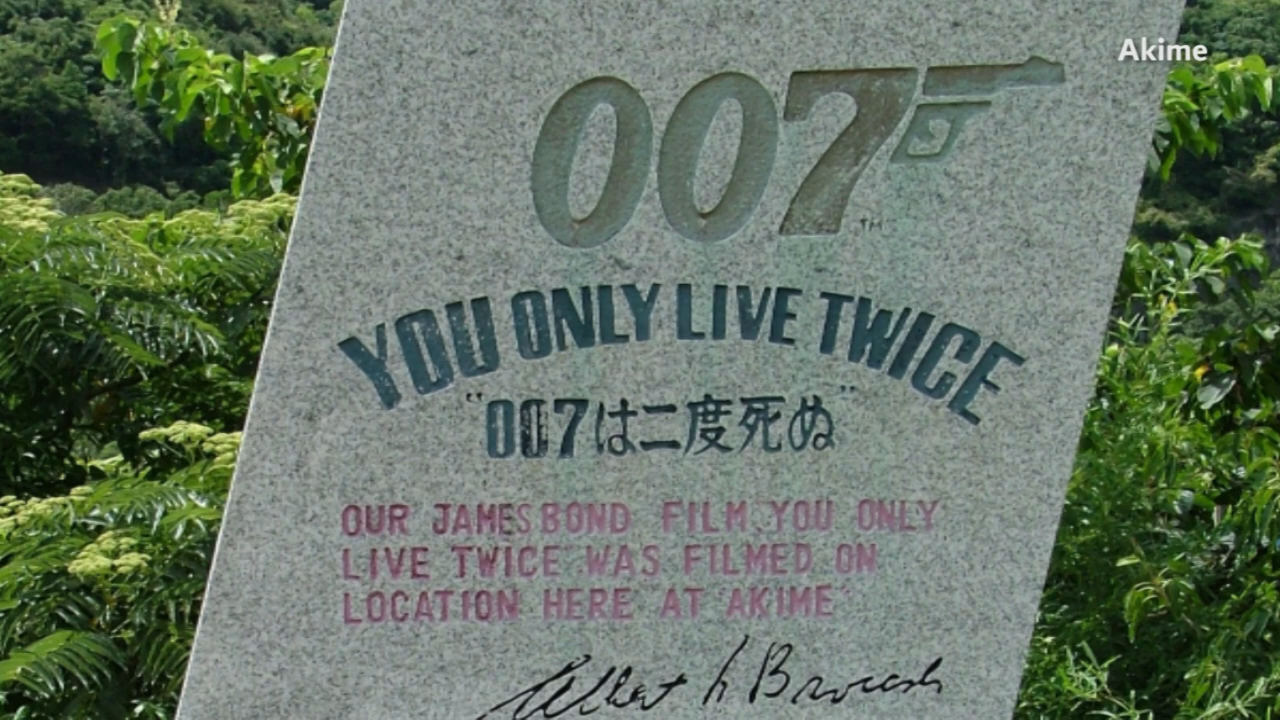 Akime
007
TM
YOU ONLY LIVE TWICE
"007は二度死ぬ"
OUR JAMES BOND FILM, YOU ONLY
LIVE TWICE WAS FILMED ON
LOCATION HERE AT "AKIME"